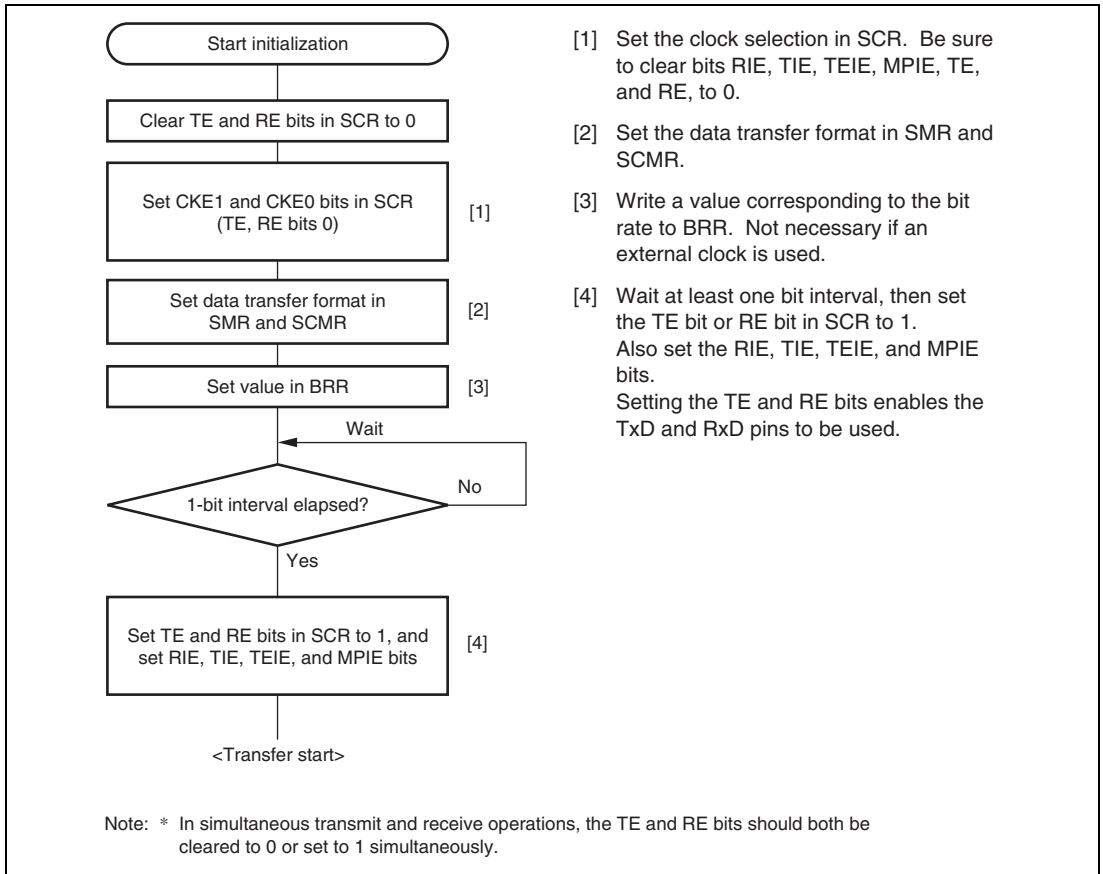 Start initialization
Clear TE and RE bits in SCR to 0
Set CKE1 and CKE0 bits in SCR
(TE, RE bits 0)
[1]
Set data transfer format in
SMR and SCMR
[2]
Set value in BRR
[3]
Wait
1-bit interval elapsed?
No
Yes
Set TE and RE bits in SCR to 1, and
set RIE, TIE, TEIE, and MPIE bits
[4]
<Transfer start>
[1] Set the clock selection in SCR. Be sure
to clear bits RIE, TIE, TEIE, MPIE, TE,
and RE, to 0.
[2] Set the data transfer format in SMR and
SCMR.
[3] Write a value corresponding to the bit
rate to BRR. Not necessary if an
external clock is used.
[4] Wait at least one bit interval, then set
the TE bit or RE bit in SCR to 1.
Also set the RIE, TIE, TEIE, and MPIE
bits.
Setting the TE and RE bits enables the
TxD and RxD pins to be used.
Note: * In simultaneous transmit and receive operations, the TE and RE bits should both be
cleared to 0 or set to 1 simultaneously.